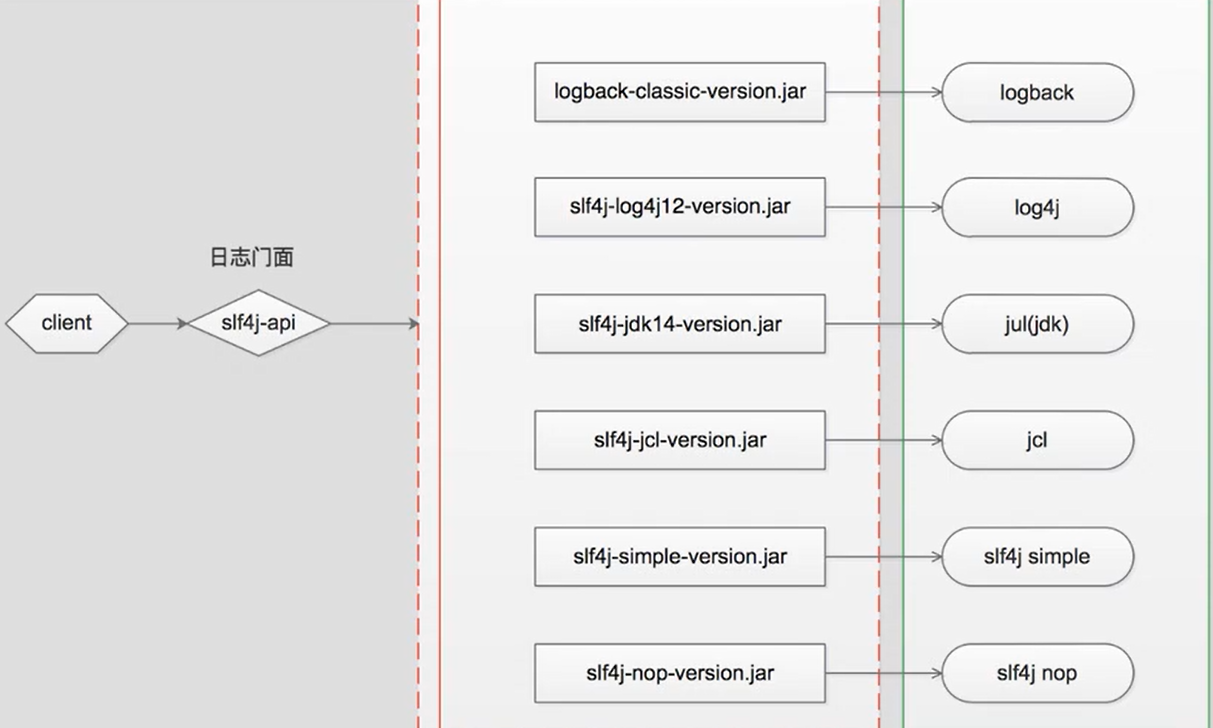 logback-classic-version.jar
logback
slf4j-log4j12-version.jar
log4j
日志门面
client
slf4j-api
slf4j-jdk14-version.jar
jul(jdk)
slf4j-jcl-version.jar
jcl
slf4j-simple-version.jar
slf4j simple
slf4j-nop-version.jar
slf4j nop